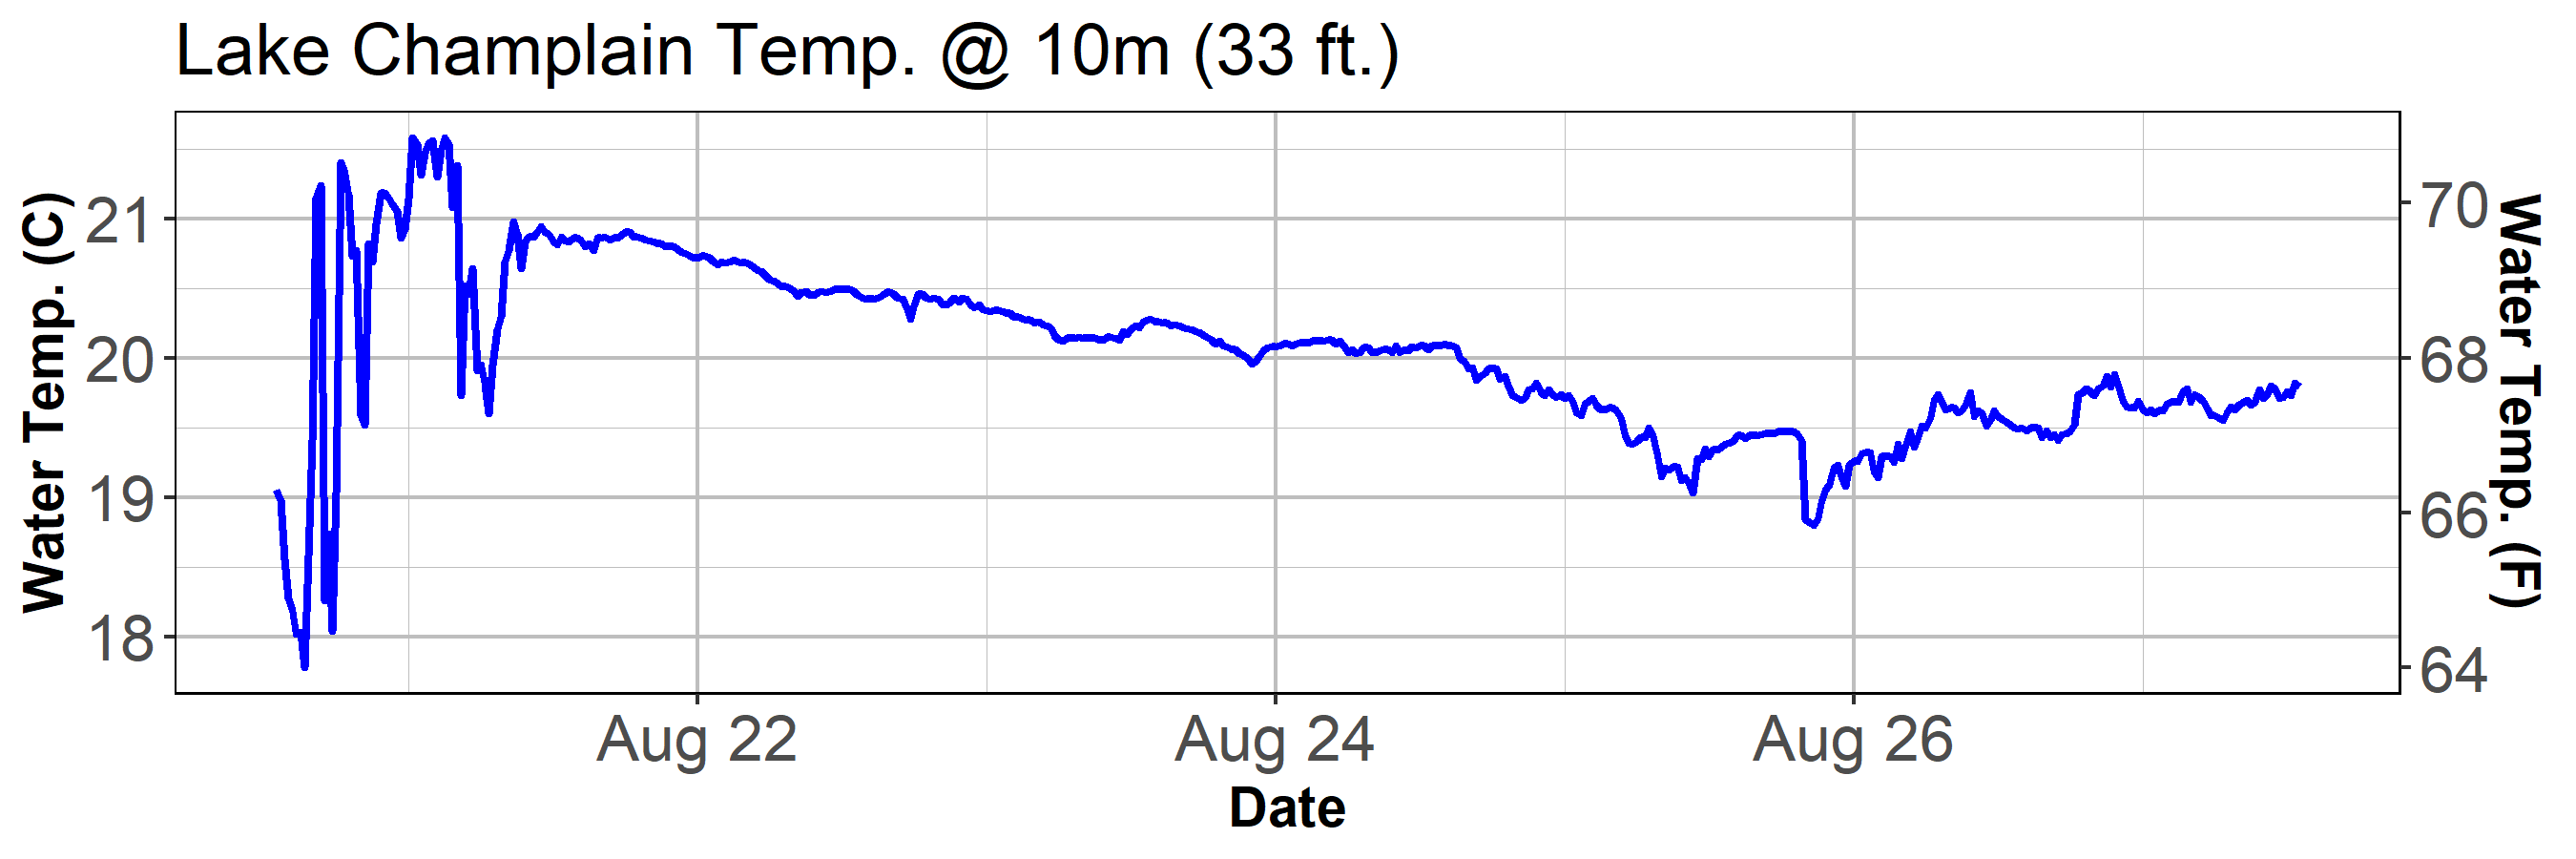 Lake Champlain Temp. @ 10m (33 ft.)
Water Temp. (C)
21
20
19
18
70
68
66
64
Water Temp. (F)
Aug 22
Aug 24
Aug 26
Date